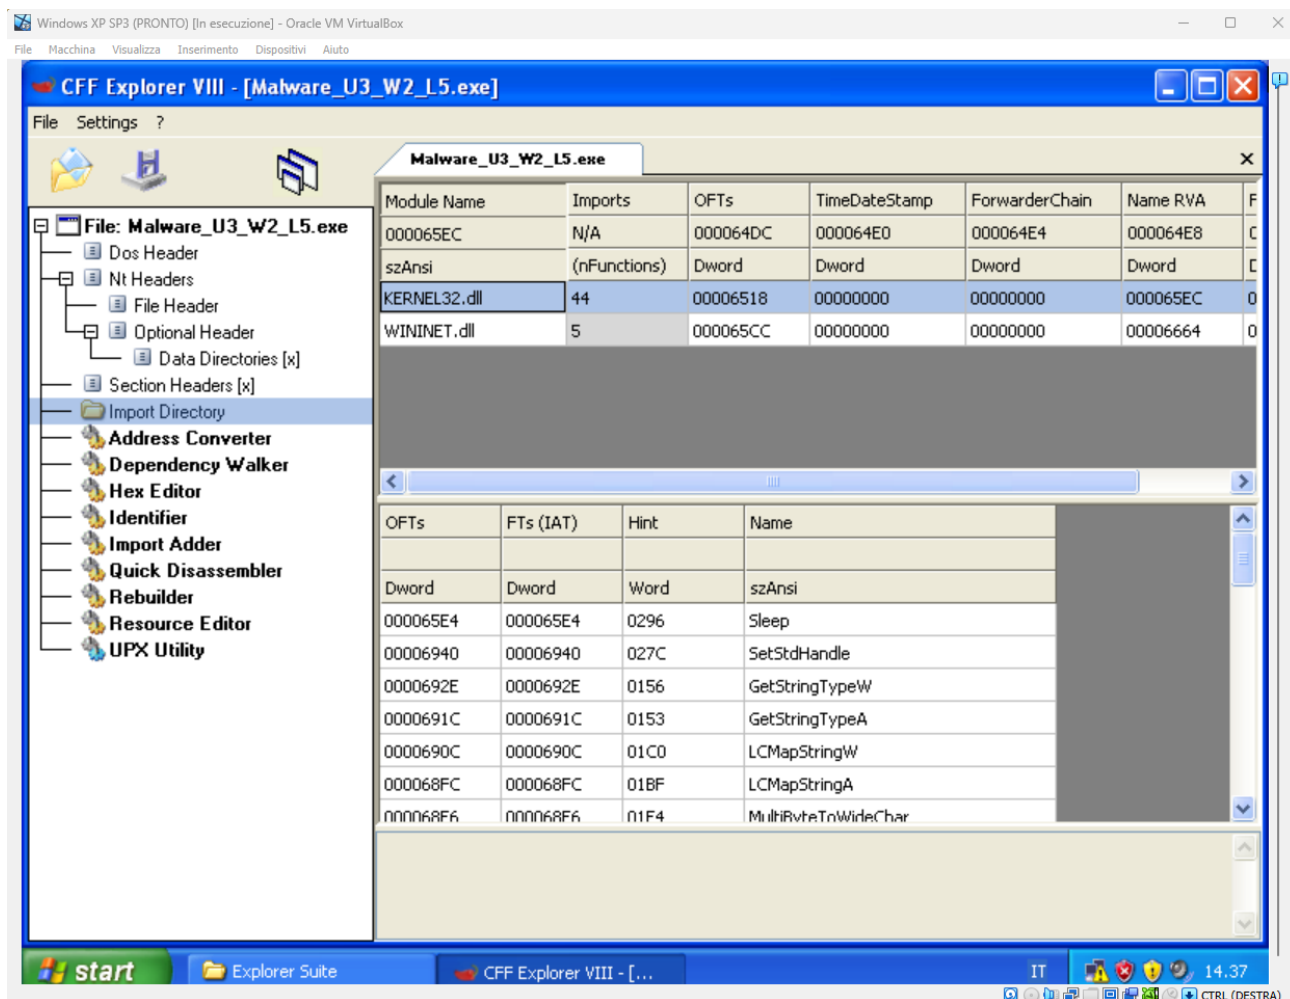 Windows XP SP3 (PRONTO) [In esecuzione] - Oracle VM VirtualBox
File Macchina Visualizza Inserimento Dispositivi Aiuto
CFF Explorer VIII - [Malware_U3_W2_L5.exe]
File Settings ?
Malware_U3_W2_L5.exe
File: Malware_U3_W2_L5.exe
Dos Header
Nt Headers
File Header
Optional Header
Data Directories [x]
Section Headers [x]
Import Directory
Address Converter
Dependency Walker
Hex Editor
Identifier
Import Adder
Quick Disassembler
Rebuilder
Resource Editor
UPX Utility
Module Name Imports OFTs TimeDateStamp ForwarderChain Name RVA F
000065EC N/A 000064DC 000064E0 000064E4 000064E8
szAnsi (nFunctions) Dword Dword Dword Dword
KERNEL32.dll 44 00006518 00000000 00000000 000065EC 0
WININET.dll 5 000065CC 00000000 00000000 00006664 0
OFTs FTs (IAT) Hint Name
Dword Dword Word szAnsi
000065E4 000065E4 0296 Sleep
00006940 00006940 027C SetStdHandle
0000692E 0000692E 0156 GetStringTypeW
0000691C 0000691C 0153 GetStringTypeA
0000690C 0000690C 01C0 LCMapStringW
000068FC 000068FC 01BF LCMapStringA
000068E6 000068E6 01E4 MultiByteToWideChar
start Explorer Suite CFF Explorer VIII - [... IT 14.37
CTRL (DESTRA)